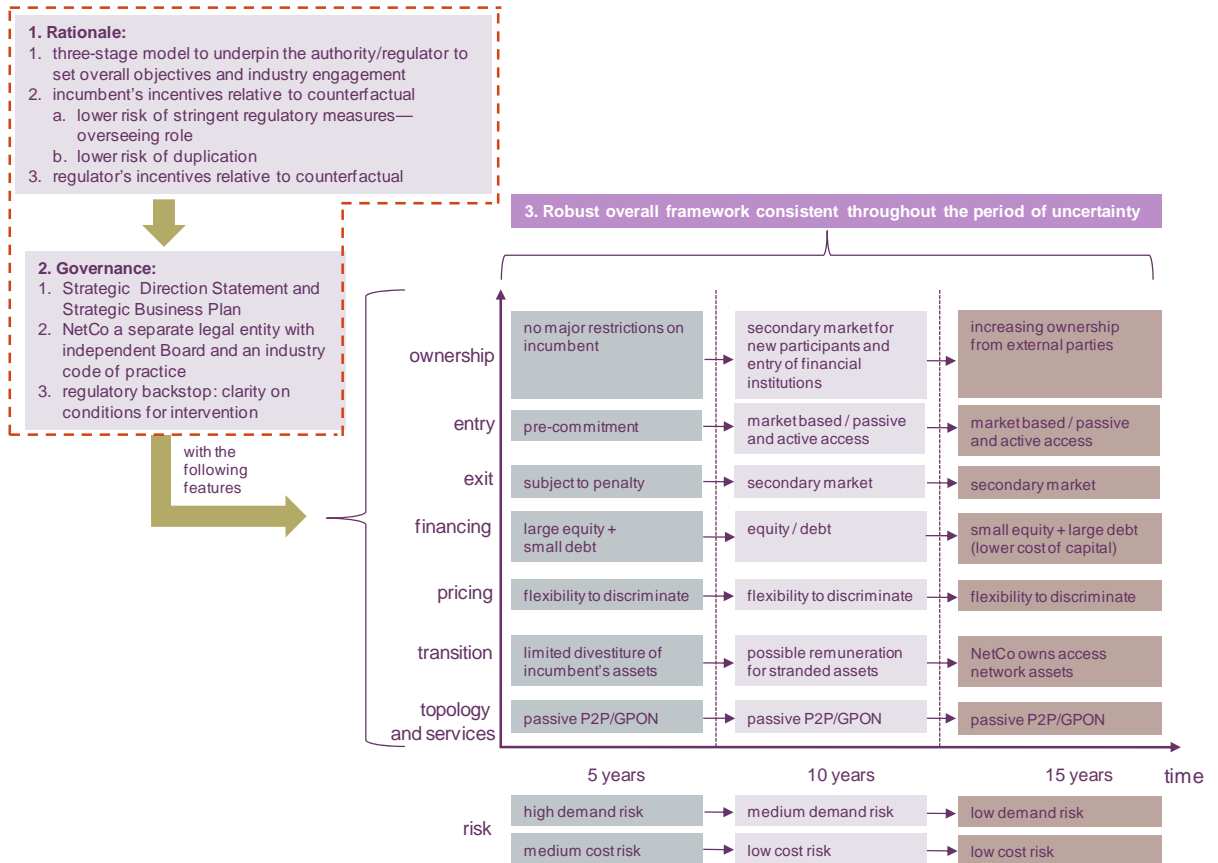 1. Rationale:
1. three-stage model to underpin the authority/regulator to
set overall objectives and industry engagement
2. incumbent's incentives relative to counterfactual
a. lower risk of stringent regulatory measures—
overseeing role
b. lower risk of duplication
3. regulator's incentives relative to counterfactual
2. Governance:
1. Strategic Direction Statement and
Strategic Business Plan
2. NetCo a separate legal entity with
independent Board and an industry
code of practice
3. regulatory backstop: clarity on
conditions for intervention
with the
following
features
3. Robust overall framework consistent throughout the period of uncertainty
ownership
no major restrictions on
incumbent
secondary market for
new participants and
entry of financial
institutions
increasing ownership
from external parties
entry
pre-commitment
market based / passive
and active access
market based / passive
and active access
exit
subject to penalty
secondary market
secondary market
financing
large equity +
small debt
equity / debt
small equity + large debt
(lower cost of capital)
pricing
flexibility to discriminate
flexibility to discriminate
flexibility to discriminate
transition
limited divestiture of
incumbent's assets
possible remuneration
for stranded assets
NetCo owns access
network assets
topology
and services
passive P2P/GPON
passive P2P/GPON
passive P2P/GPON
5 years
10 years
15 years
time
risk
high demand risk
medium demand risk
low demand risk
medium cost risk
low cost risk
low cost risk